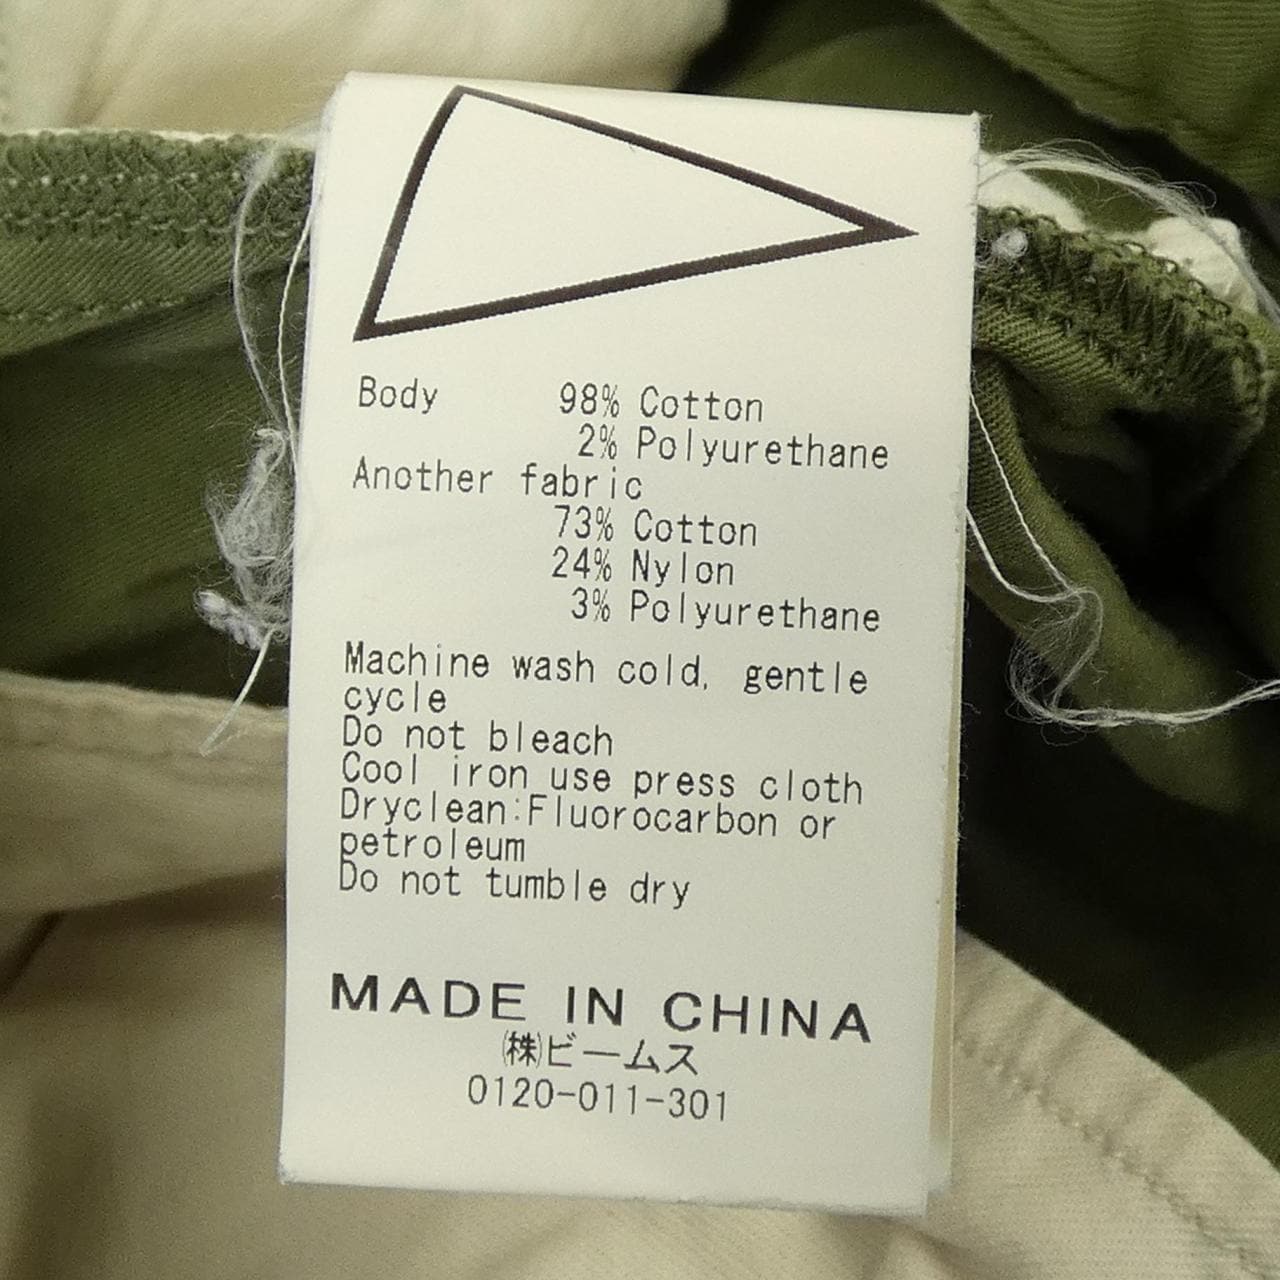 Body 98% Cotton
2% Polyurethane
Another fabric
73% Cotton
24% Nylon
3% Polyurethane
Machine wash cold, gentle
cycle
Do not bleach
Cool iron use press cloth
Dryclean:Fluorocarbon or
petroleum
Do not tumble dry
MADE IN CHINA
㈱ビームス
0120-011-301